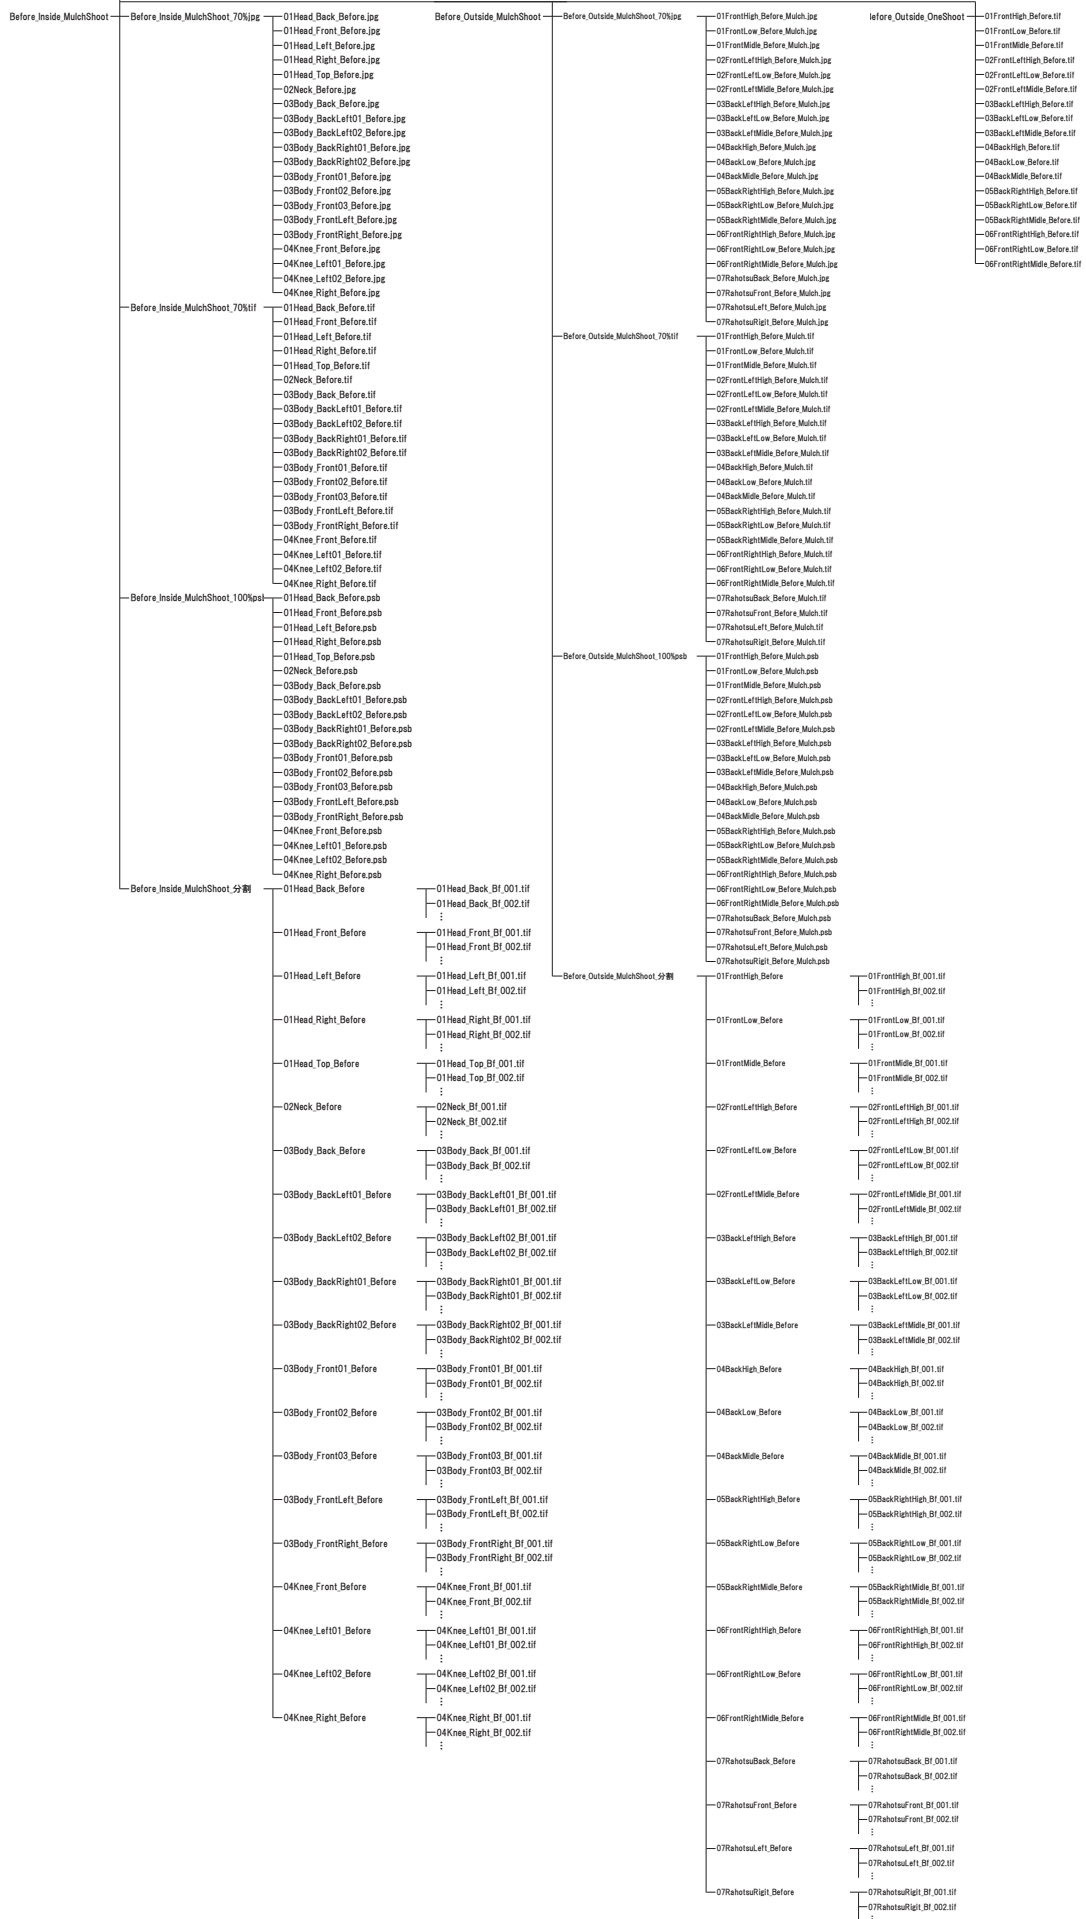 Before_Inside_MulchShoot
Before_Inside_MulchShoot_70%jpg
01Head_Back_Before.jpg
01Head_Front_Before.jpg
01Head_Left_Before.jpg
01Head_Right_Before.jpg
01Head_Top_Before.jpg
02Neck_Before.jpg
03Body_Back_Before.jpg
03Body_BackLeft01_Before.jpg
03Body_BackLeft02_Before.jpg
03Body_BackRight01_Before.jpg
03Body_BackRight02_Before.jpg
03Body_Front01_Before.jpg
03Body_Front02_Before.jpg
03Body_Front03_Before.jpg
03Body_FrontLeft_Before.jpg
03Body_FrontRight_Before.jpg
04Knee_Front_Before.jpg
04Knee_Left01_Before.jpg
04Knee_Left02_Before.jpg
04Knee_Right_Before.jpg
Before_Inside_MulchShoot_70%tif
01Head_Back_Before.tif
01Head_Front_Before.tif
01Head_Left_Before.tif
01Head_Right_Before.tif
01Head_Top_Before.tif
02Neck_Before.tif
03Body_Back_Before.tif
03Body_BackLeft01_Before.tif
03Body_BackLeft02_Before.tif
03Body_BackRight01_Before.tif
03Body_BackRight02_Before.tif
03Body_Front01_Before.tif
03Body_Front02_Before.tif
03Body_Front03_Before.tif
03Body_FrontLeft_Before.tif
03Body_FrontRight_Before.tif
04Knee_Front_Before.tif
04Knee_Left01_Before.tif
04Knee_Left02_Before.tif
04Knee_Right_Before.tif
Before_Inside_MulchShoot_100%psl
01Head_Back_Before.psb
01Head_Front_Before.psb
01Head_Left_Before.psb
01Head_Right_Before.psb
01Head_Top_Before.psb
02Neck_Before.psb
03Body_Back_Before.psb
03Body_BackLeft01_Before.psb
03Body_BackLeft02_Before.psb
03Body_BackRight01_Before.psb
03Body_BackRight02_Before.psb
03Body_Front01_Before.psb
03Body_Front02_Before.psb
03Body_Front03_Before.psb
03Body_FrontLeft_Before.psb
03Body_FrontRight_Before.psb
04Knee_Front_Before.psb
04Knee_Left01_Before.psb
04Knee_Left02_Before.psb
04Knee_Right_Before.psb
Before_Inside_MulchShoot_分割
01Head_Back_Before
01Head_Back_Bf_001.tif
01Head_Back_Bf_002.tif
⋮
01Head_Front_Before
01Head_Front_Bf_001.tif
01Head_Front_Bf_002.tif
⋮
01Head_Left_Before
01Head_Left_Bf_001.tif
01Head_Left_Bf_002.tif
⋮
01Head_Right_Before
01Head_Right_Bf_001.tif
01Head_Right_Bf_002.tif
⋮
01Head_Top_Before
01Head_Top_Bf_001.tif
01Head_Top_Bf_002.tif
⋮
02Neck_Before
02Neck_Bf_001.tif
02Neck_Bf_002.tif
⋮
03Body_Back_Before
03Body_Back_Bf_001.tif
03Body_Back_Bf_002.tif
⋮
03Body_BackLeft01_Before
03Body_BackLeft01_Bf_001.tif
03Body_BackLeft01_Bf_002.tif
⋮
03Body_BackLeft02_Before
03Body_BackLeft02_Bf_001.tif
03Body_BackLeft02_Bf_002.tif
⋮
03Body_BackRight01_Before
03Body_BackRight01_Bf_001.tif
03Body_BackRight01_Bf_002.tif
⋮
03Body_BackRight02_Before
03Body_BackRight02_Bf_001.tif
03Body_BackRight02_Bf_002.tif
⋮
03Body_Front01_Before
03Body_Front01_Bf_001.tif
03Body_Front01_Bf_002.tif
⋮
03Body_Front02_Before
03Body_Front02_Bf_001.tif
03Body_Front02_Bf_002.tif
⋮
03Body_Front03_Before
03Body_Front03_Bf_001.tif
03Body_Front03_Bf_002.tif
⋮
03Body_FrontLeft_Before
03Body_FrontLeft_Bf_001.tif
03Body_FrontLeft_Bf_002.tif
⋮
03Body_FrontRight_Before
03Body_FrontRight_Bf_001.tif
03Body_FrontRight_Bf_002.tif
⋮
04Knee_Front_Before
04Knee_Front_Bf_001.tif
04Knee_Front_Bf_002.tif
⋮
04Knee_Left01_Before
04Knee_Left01_Bf_001.tif
04Knee_Left01_Bf_002.tif
⋮
04Knee_Left02_Before
04Knee_Left02_Bf_001.tif
04Knee_Left02_Bf_002.tif
⋮
04Knee_Right_Before
04Knee_Right_Bf_001.tif
04Knee_Right_Bf_002.tif
⋮
Before_Outside_MulchShoot
Before_Outside_MulchShoot_70%jpg
01FrontHigh_Before_Mulch.jpg
01FrontLow_Before_Mulch.jpg
01FrontMidle_Before_Mulch.jpg
02FrontLeftHigh_Before_Mulch.jpg
02FrontLeftLow_Before_Mulch.jpg
02FrontLeftMidle_Before_Mulch.jpg
03BackLeftHigh_Before_Mulch.jpg
03BackLeftLow_Before_Mulch.jpg
03BackLeftMidle_Before_Mulch.jpg
04BackHigh_Before_Mulch.jpg
04BackLow_Before_Mulch.jpg
04BackMidle_Before_Mulch.jpg
05BackRightHigh_Before_Mulch.jpg
05BackRightLow_Before_Mulch.jpg
05BackRightMidle_Before_Mulch.jpg
06FrontRightHigh_Before_Mulch.jpg
06FrontRightLow_Before_Mulch.jpg
06FrontRightMidle_Before_Mulch.jpg
07RahotsuBack_Before_Mulch.jpg
07RahotsuFront_Before_Mulch.jpg
07RahotsuLeft_Before_Mulch.jpg
07RahotsuRigit_Before_Mulch.jpg
Before_Outside_MulchShoot_70%tif
01FrontHigh_Before_Mulch.tif
01FrontLow_Before_Mulch.tif
01FrontMidle_Before_Mulch.tif
02FrontLeftHigh_Before_Mulch.tif
02FrontLeftLow_Before_Mulch.tif
02FrontLeftMidle_Before_Mulch.tif
03BackLeftHigh_Before_Mulch.tif
03BackLeftLow_Before_Mulch.tif
03BackLeftMidle_Before_Mulch.tif
04BackHigh_Before_Mulch.tif
04BackLow_Before_Mulch.tif
04BackMidle_Before_Mulch.tif
05BackRightHigh_Before_Mulch.tif
05BackRightLow_Before_Mulch.tif
05BackRightMidle_Before_Mulch.tif
06FrontRightHigh_Before_Mulch.tif
06FrontRightLow_Before_Mulch.tif
06FrontRightMidle_Before_Mulch.tif
07RahotsuBack_Before_Mulch.tif
07RahotsuFront_Before_Mulch.tif
07RahotsuLeft_Before_Mulch.tif
07RahotsuRigit_Before_Mulch.tif
Before_Outside_MulchShoot_100%psb
01FrontHigh_Before_Mulch.psb
01FrontLow_Before_Mulch.psb
01FrontMidle_Before_Mulch.psb
02FrontLeftHigh_Before_Mulch.psb
02FrontLeftLow_Before_Mulch.psb
02FrontLeftMidle_Before_Mulch.psb
03BackLeftHigh_Before_Mulch.psb
03BackLeftLow_Before_Mulch.psb
03BackLeftMidle_Before_Mulch.psb
04BackHigh_Before_Mulch.psb
04BackLow_Before_Mulch.psb
04BackMidle_Before_Mulch.psb
05BackRightHigh_Before_Mulch.psb
05BackRightLow_Before_Mulch.psb
05BackRightMidle_Before_Mulch.psb
06FrontRightHigh_Before_Mulch.psb
06FrontRightLow_Before_Mulch.psb
06FrontRightMidle_Before_Mulch.psb
07RahotsuBack_Before_Mulch.psb
07RahotsuFront_Before_Mulch.psb
07RahotsuLeft_Before_Mulch.psb
07RahotsuRigit_Before_Mulch.psb
Before_Outside_MulchShoot_分割
01FrontHigh_Before
01FrontHigh_Bf_001.tif
01FrontHigh_Bf_002.tif
⋮
01FrontLow_Before
01FrontLow_Bf_001.tif
01FrontLow_Bf_002.tif
⋮
01FrontMidle_Before
01FrontMidle_Bf_001.tif
01FrontMidle_Bf_002.tif
⋮
02FrontLeftHigh_Before
02FrontLeftHigh_Bf_001.tif
02FrontLeftHigh_Bf_002.tif
⋮
02FrontLeftLow_Before
02FrontLeftLow_Bf_001.tif
02FrontLeftLow_Bf_002.tif
⋮
02FrontLeftMidle_Before
02FrontLeftMidle_Bf_001.tif
02FrontLeftMidle_Bf_002.tif
⋮
03BackLeftHigh_Before
03BackLeftHigh_Bf_001.tif
03BackLeftHigh_Bf_002.tif
⋮
03BackLeftLow_Before
03BackLeftLow_Bf_001.tif
03BackLeftLow_Bf_002.tif
⋮
03BackLeftMidle_Before
03BackLeftMidle_Bf_001.tif
03BackLeftMidle_Bf_002.tif
⋮
04BackHigh_Before
04BackHigh_Bf_001.tif
04BackHigh_Bf_002.tif
⋮
04BackLow_Before
04BackLow_Bf_001.tif
04BackLow_Bf_002.tif
⋮
04BackMidle_Before
04BackMidle_Bf_001.tif
04BackMidle_Bf_002.tif
⋮
05BackRightHigh_Before
05BackRightHigh_Bf_001.tif
05BackRightHigh_Bf_002.tif
⋮
05BackRightLow_Before
05BackRightLow_Bf_001.tif
05BackRightLow_Bf_002.tif
⋮
05BackRightMidle_Before
05BackRightMidle_Bf_001.tif
05BackRightMidle_Bf_002.tif
⋮
06FrontRightHigh_Before
06FrontRightHigh_Bf_001.tif
06FrontRightHigh_Bf_002.tif
⋮
06FrontRightLow_Before
06FrontRightLow_Bf_001.tif
06FrontRightLow_Bf_002.tif
⋮
06FrontRightMidle_Before
06FrontRightMidle_Bf_001.tif
06FrontRightMidle_Bf_002.tif
⋮
07RahotsuBack_Before
07RahotsuBack_Bf_001.tif
07RahotsuBack_Bf_002.tif
⋮
07RahotsuFront_Before
07RahotsuFront_Bf_001.tif
07RahotsuFront_Bf_002.tif
⋮
07RahotsuLeft_Before
07RahotsuLeft_Bf_001.tif
07RahotsuLeft_Bf_002.tif
⋮
07RahotsuRigit_Before
07RahotsuRigit_Bf_001.tif
07RahotsuRigit_Bf_002.tif
⋮
lefore_Outside_OneShoot
01FrontHigh_Before.tif
01FrontLow_Before.tif
01FrontMidle_Before.tif
02FrontLeftHigh_Before.tif
02FrontLeftLow_Before.tif
02FrontLeftMidle_Before.tif
03BackLeftHigh_Before.tif
03BackLeftLow_Before.tif
03BackLeftMidle_Before.tif
04BackHigh_Before.tif
04BackLow_Before.tif
04BackMidle_Before.tif
05BackRightHigh_Before.tif
05BackRightLow_Before.tif
05BackRightMidle_Before.tif
06FrontRightHigh_Before.tif
06FrontRightLow_Before.tif
06FrontRightMidle_Before.tif